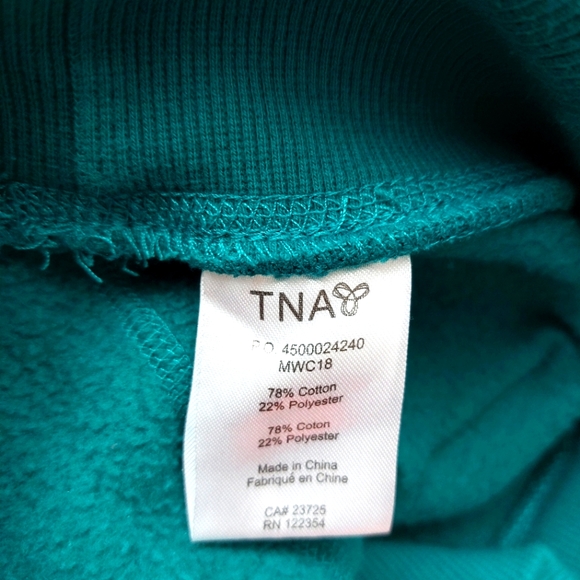 TNA
P.O. 4500024240
MWC18
78% Cotton
22% Polyester
78% Coton
22% Polyester
Made in China
Fabriqué en China
CA# 23725
RN 122354